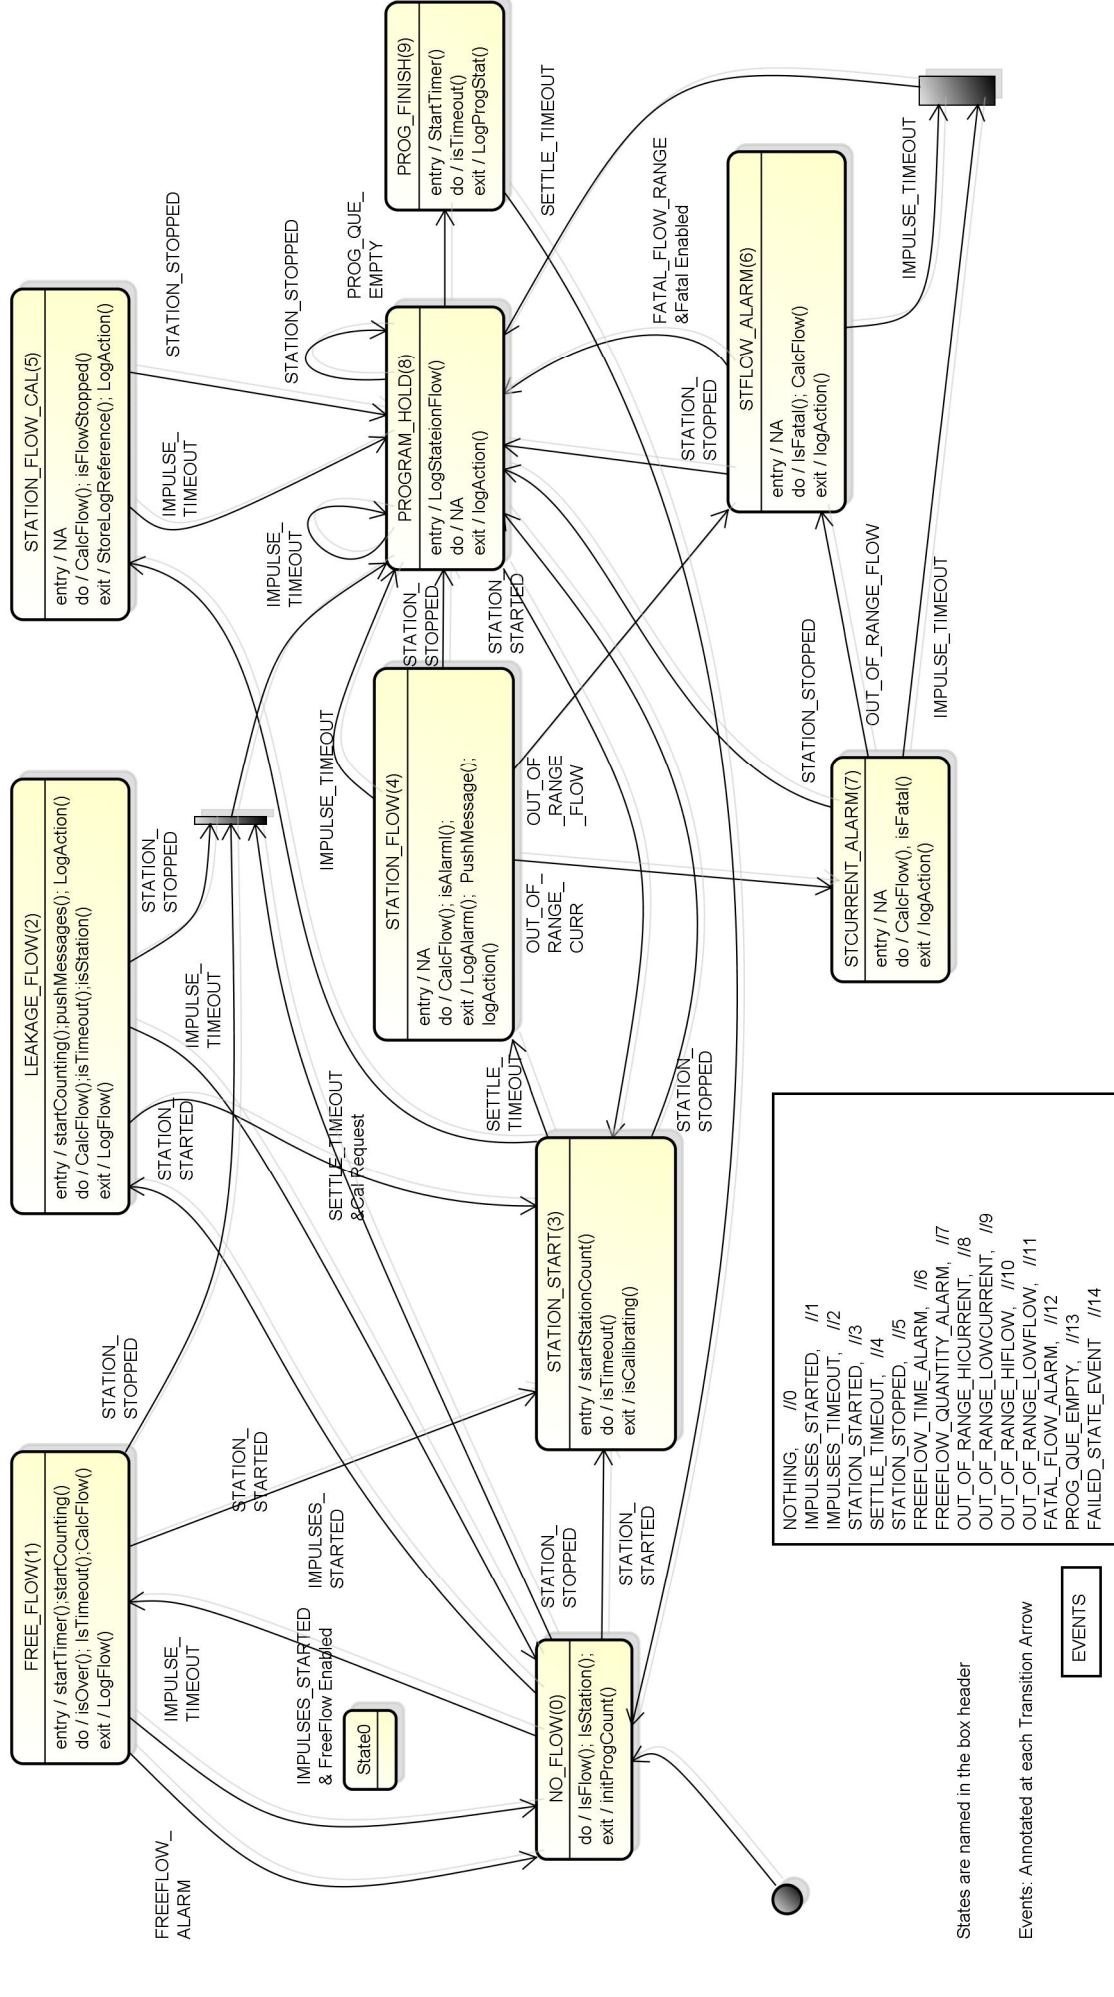 FREE_FLOW(1)
entry / startTimer();startCounting()
do / isOver(); IsTimeout();CalcFlow()
exit / LogFlow()
LEAKAGE_FLOW(2)
entry / startCounting();pushMessages(); LogAction()
do / CalcFlow();isTimeout();isStation()
exit / LogFlow()
STATION_FLOW_CAL(5)
entry / NA
do / CalcFlow(); isFlowStopped()
exit / StoreLogReference(); LogAction()
FREEFLOW_
ALARM
IMPULSE_
TIMEOUT
STATION_
STOPPED
STATION_
STARTED
IMPULSE_
TIMEOUT
STATION_
STOPPED
IMPULSE_
TIMEOUT
STATION_STOPPED
STATION_
STARTED
IMPULSES_STARTED
& FreeFlow Enabled
IMPULSES_
STARTED
SETTLE_TIMEOUT
&Cal Request
IMPULSE_TIMEOUT
IMPULSE_
TIMEOUT
STATION_STOPPED
PROG_QUE_
EMPTY
State0
STATION_FLOW(4)
entry / NA
do / CalcFlow(); isAlarmI();
exit / LogAlarm();  PushMessage();
logAction()
STATION_
STOPPED
PROGRAM_HOLD(8)
entry / LogStateionFlow()
do / NA
exit / logAction()
PROG_FINISH(9)
entry / StartTimer()
do / isTimeout()
exit / LogProgStat()
SETTLE_
TIMEOUT
STATION_
STARTED
SETTLE_TIMEOUT
NO_FLOW(0)
do / IsFlow(); IsStation();
exit / initProgCount()
STATION_
STOPPED
STATION_
STARTED
STATION_START(3)
entry / startStationCount()
do / isTimeout()
exit / isCalibrating()
OUT_OF_
RANGE_
CURR
OUT_OF
_RANGE
_FLOW
STATION_
STOPPED
STATION_
STOPPED
FATAL_FLOW_RANGE
&Fatal Enabled
STFLOW_ALARM(6)
entry / NA
do / IsFatal(); CalcFlow()
exit / logAction()
STATION_STOPPED
OUT_OF_RANGE_FLOW
IMPULSE_TIMEOUT
IMPULSE_TIMEOUT
STCURRENT_ALARM(7)
entry / NA
do / CalcFlow(), isFatal()
exit / logAction()
NOTHING, //0
IMPULSES_STARTED, //1
IMPULSES_TIMEOUT, //2
STATION_STARTED, //3
SETTLE_TIMEOUT, //4
STATION_STOPPED, //5
FREEFLOW_TIME_ALARM, //6
FREEFLOW_QUANTITY_ALARM, //7
OUT_OF_RANGE_HICURRENT, //8
OUT_OF_RANGE_LOWCURRENT, //9
OUT_OF_RANGE_HIFLOW, //10
OUT_OF_RANGE_LOWFLOW, //11
FATAL_FLOW_ALARM, //12
PROG_QUE_EMPTY, //13
FAILED_STATE_EVENT //14
States are named in the box header
Events: Annotated at each Transition Arrow
EVENTS